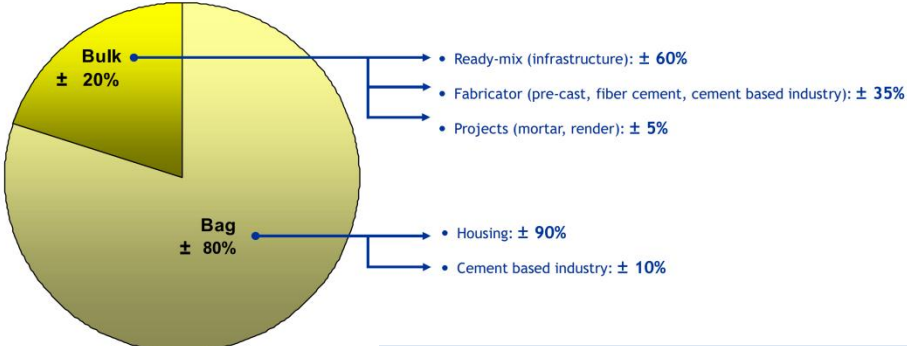 Bulk
± 20%
• Ready-mix (infrastructure): ± 60%
• Fabricator (pre-cast, fiber cement, cement based industry): ± 35%
• Projects (mortar, render): ± 5%
Bag
± 80%
• Housing: ± 90%
• Cement based industry: ± 10%